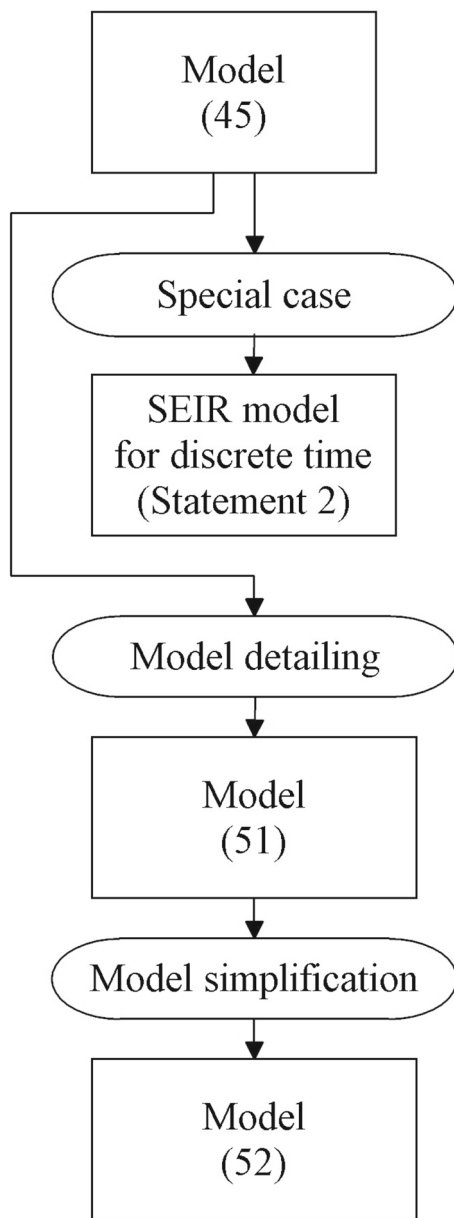 Model
(45)
Special case
SEIR model
for discrete time
(Statement 2)
Model detailing
Model
(51)
Model simplification
Model
(52)